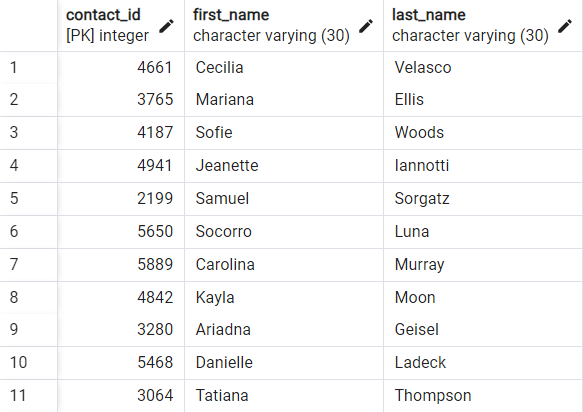 contact_id first_name last_name
[PK] integer character varying (30) character varying (30)
1 4661 Cecilia Velasco
2 3765 Mariana Ellis
3 4187 Sofie Woods
4 4941 Jeanette Iannotti
5 2199 Samuel Sorgatz
6 5650 Socorro Luna
7 5889 Carolina Murray
8 4842 Kayla Moon
9 3280 Ariadna Geisel
10 5468 Danielle Ladeck
11 3064 Tatiana Thompson